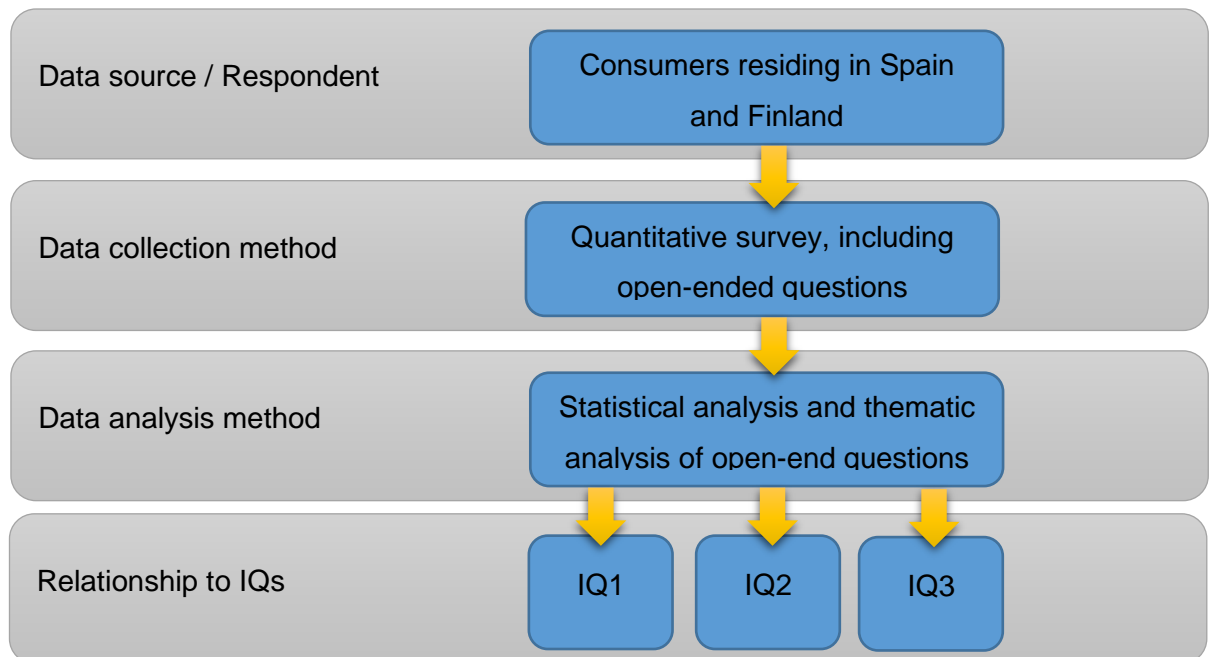 Data source / Respondent
Consumers residing in Spain
and Finland
Data collection method
Quantitative survey, including
open-ended questions
Data analysis method
Statistical analysis and thematic
analysis of open-end questions
Relationship to IQs
IQ1
IQ2
IQ3